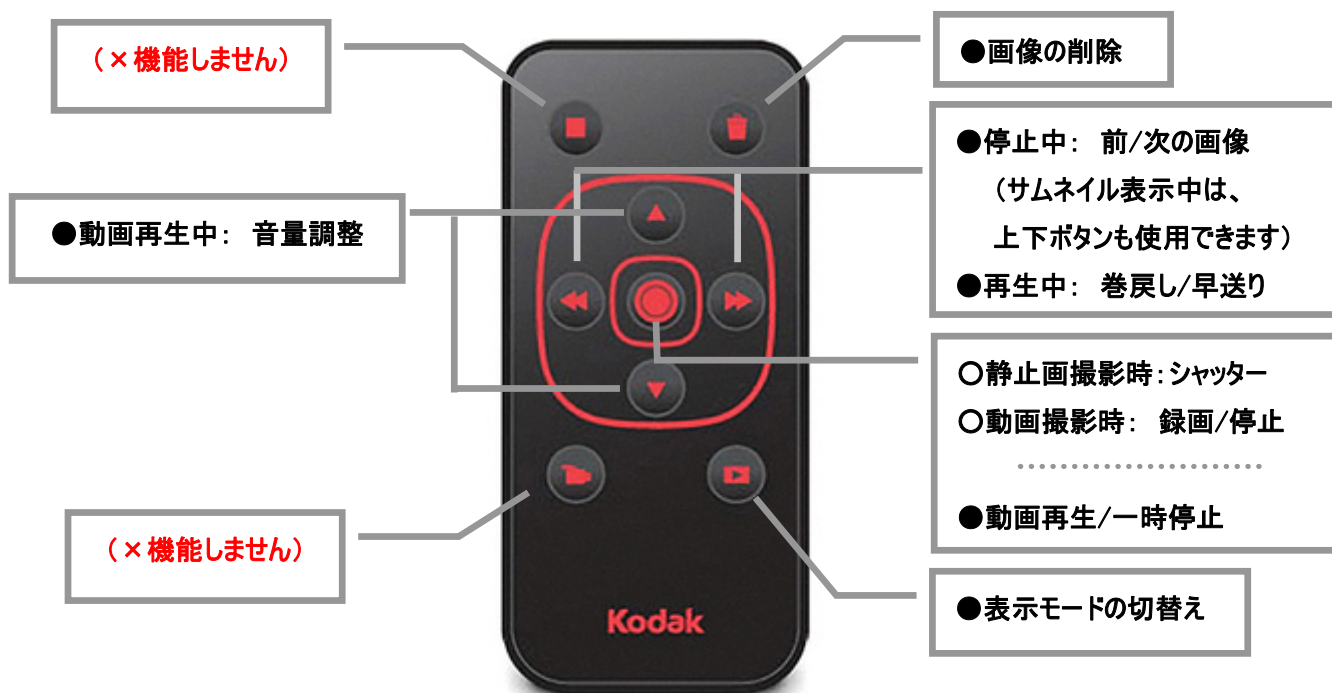 （×機能しません）
●画像の削除
●停止中： 前/次の画像
（サムネイル表示中は、
上下ボタンも使用できます）
●再生中： 巻戻し/早送り
●動画再生中： 音量調整
〇静止画撮影時：シャッター
〇動画撮影時： 録画/停止
........................
●動画再生/一時停止
（×機能しません）
●表示モードの切替え
Kodak